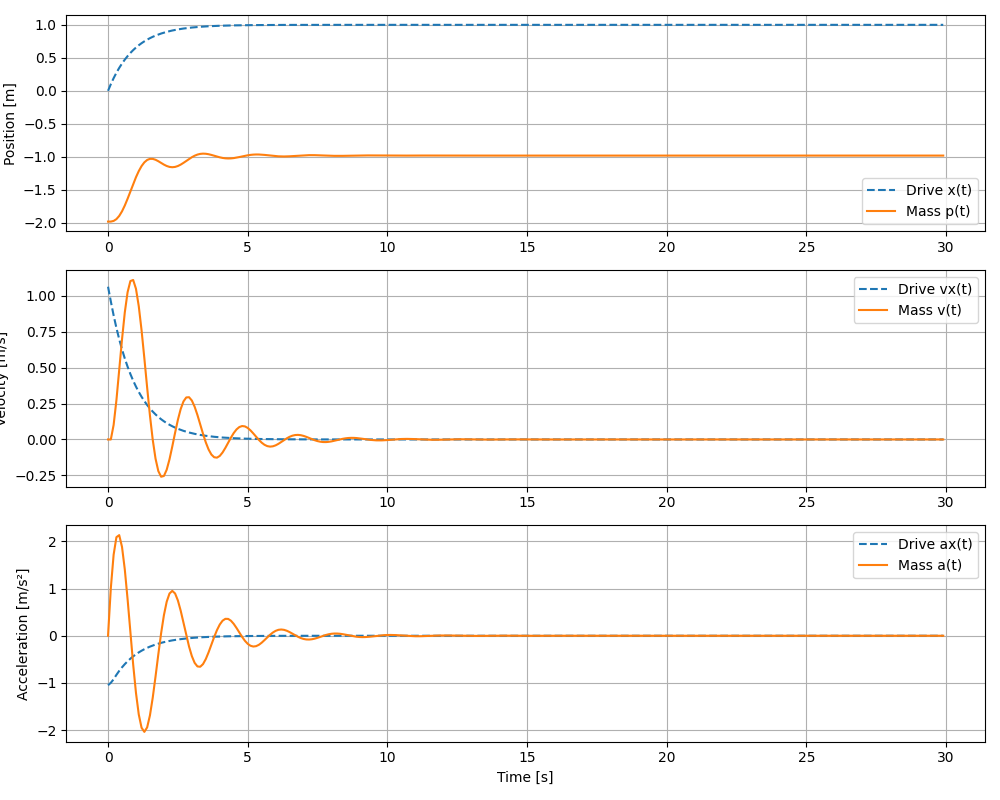 1.0
0.5
0.0
−0.5
−1.0
−1.5
−2.0
Position [m]
Drive x(t)
Mass p(t)
0 5 10 15 20 25 30
1.00
0.75
0.50
0.25
0.00
−0.25
Velocity [m/s]
Drive vx(t)
Mass v(t)
0 5 10 15 20 25 30
2
1
0
−1
−2
Acceleration [m/s²]
Drive ax(t)
Mass a(t)
0 5 10 15 20 25 30
Time [s]